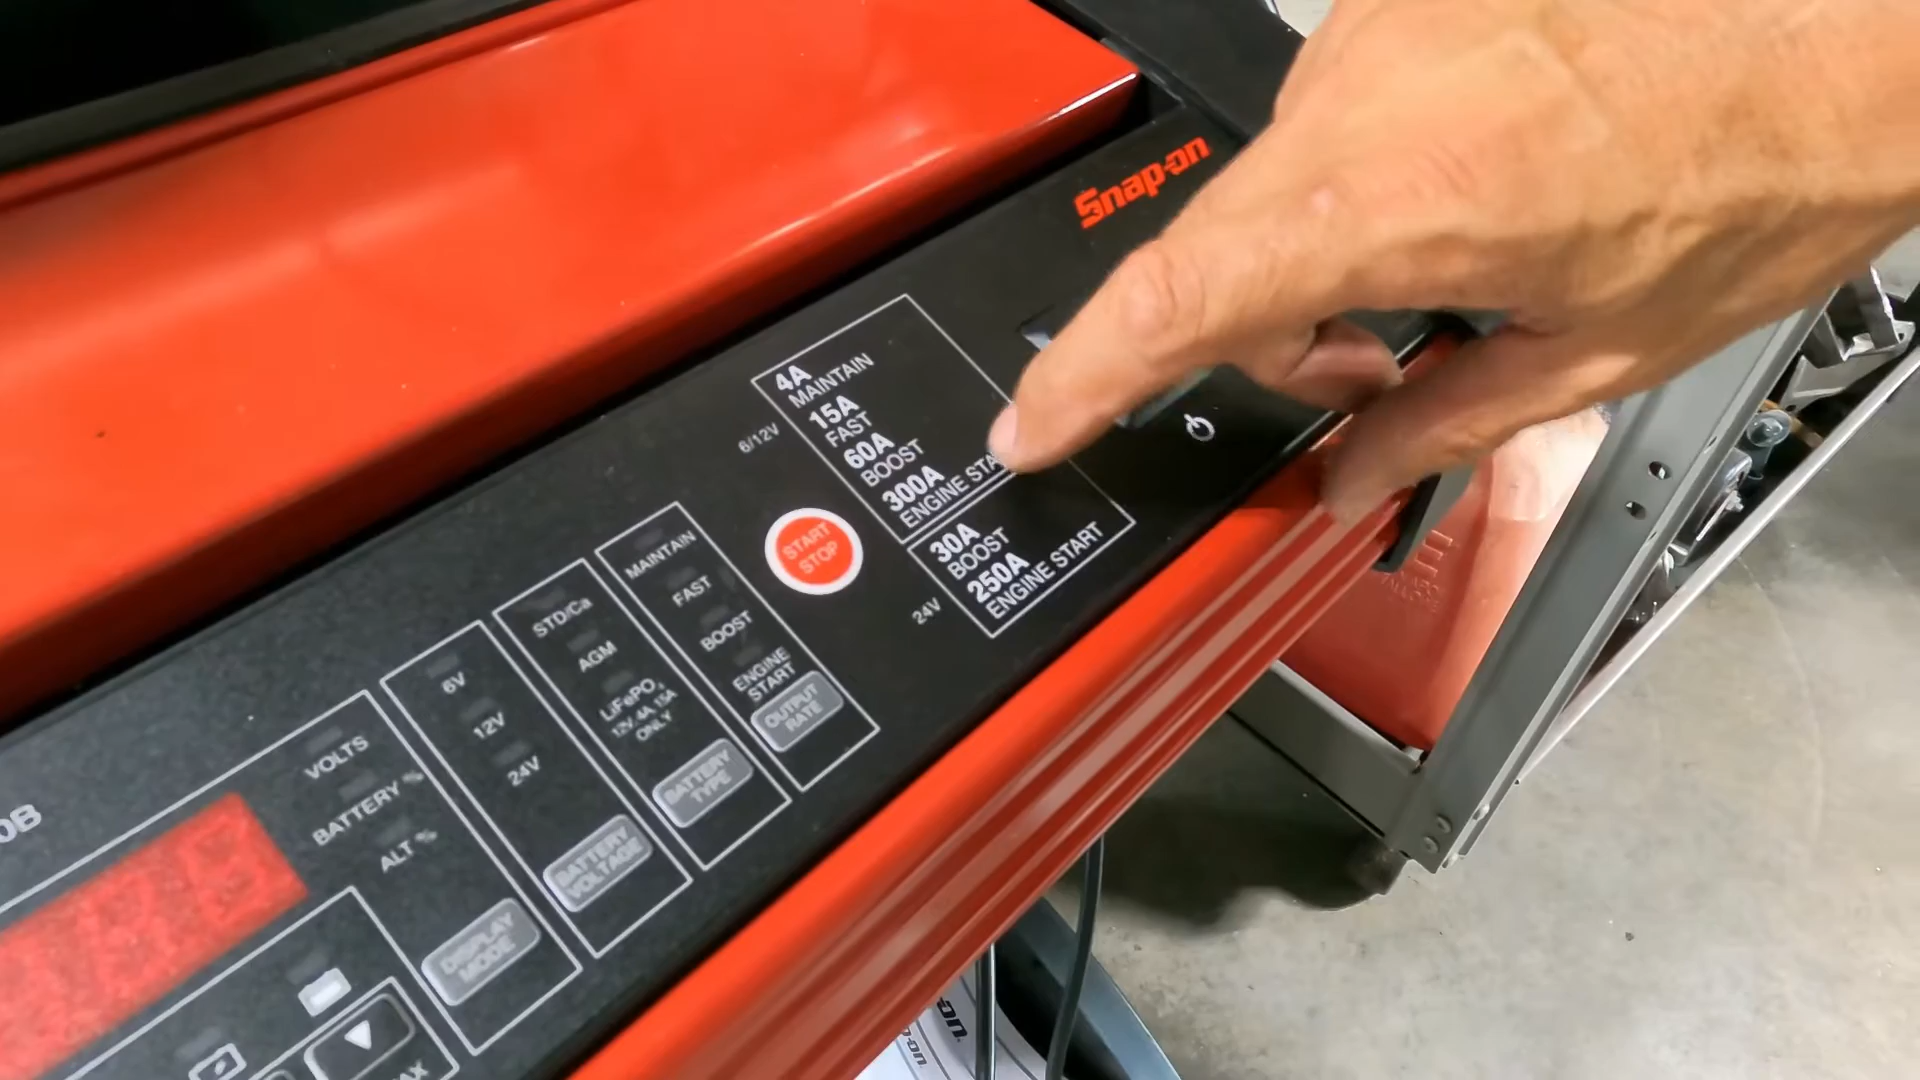 Snap-on
4A
MAINTAIN
15A
FAST
60A
BOOST
300A
ENGINE STA
6/12V
30A
BOOST
250A
ENGINE START
24V
START
STOP
MAINTAIN
FAST
BOOST
ENGINE
START
OUTPUT
RATE
STD/Ca
AGM
LiFePO4
12V, 4A, 15A
ONLY
BATTERY
TYPE
6V
12V
24V
BATTERY
VOLTAGE
VOLTS
BATTERY %
ALT %
DISPLAY
MODE
0B